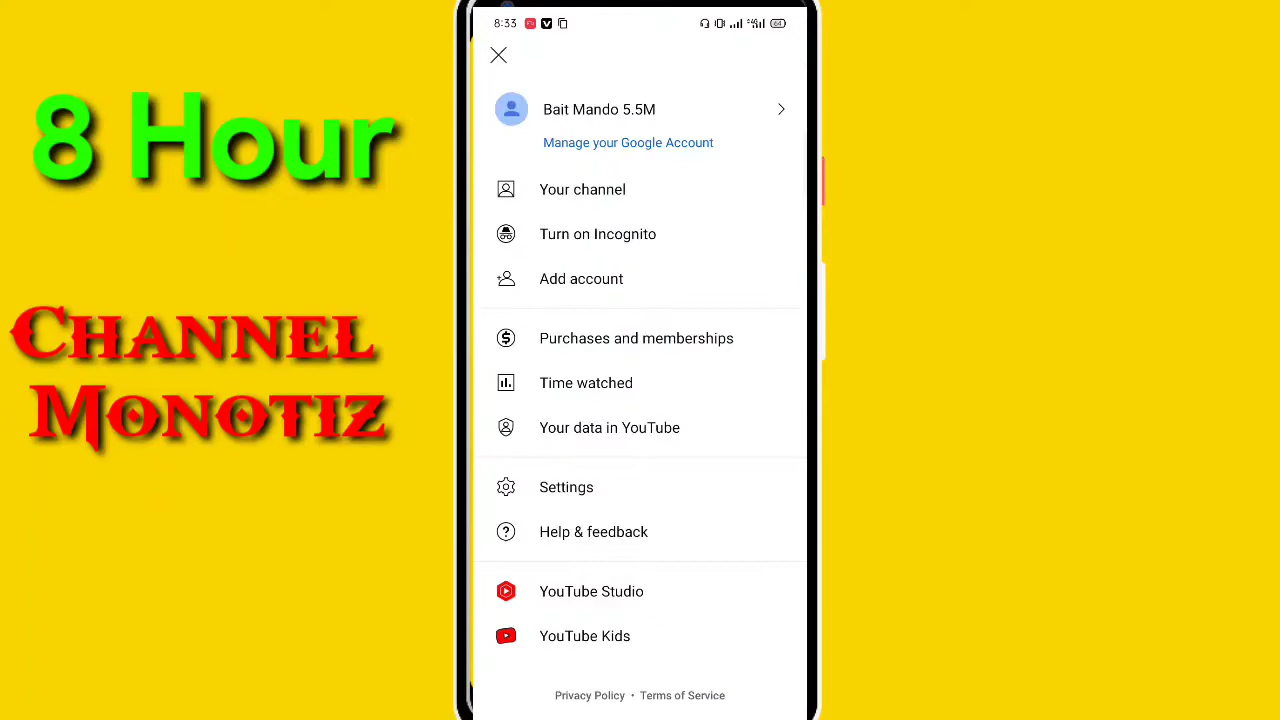 8 Hour
Channel
Monotiz
8:33
64
Bait Mando 5.5M
Manage your Google Account
Your channel
Turn on Incognito
Add account
Purchases and memberships
Time watched
Your data in YouTube
Settings
Help & feedback
YouTube Studio
YouTube Kids
Privacy Policy • Terms of Service